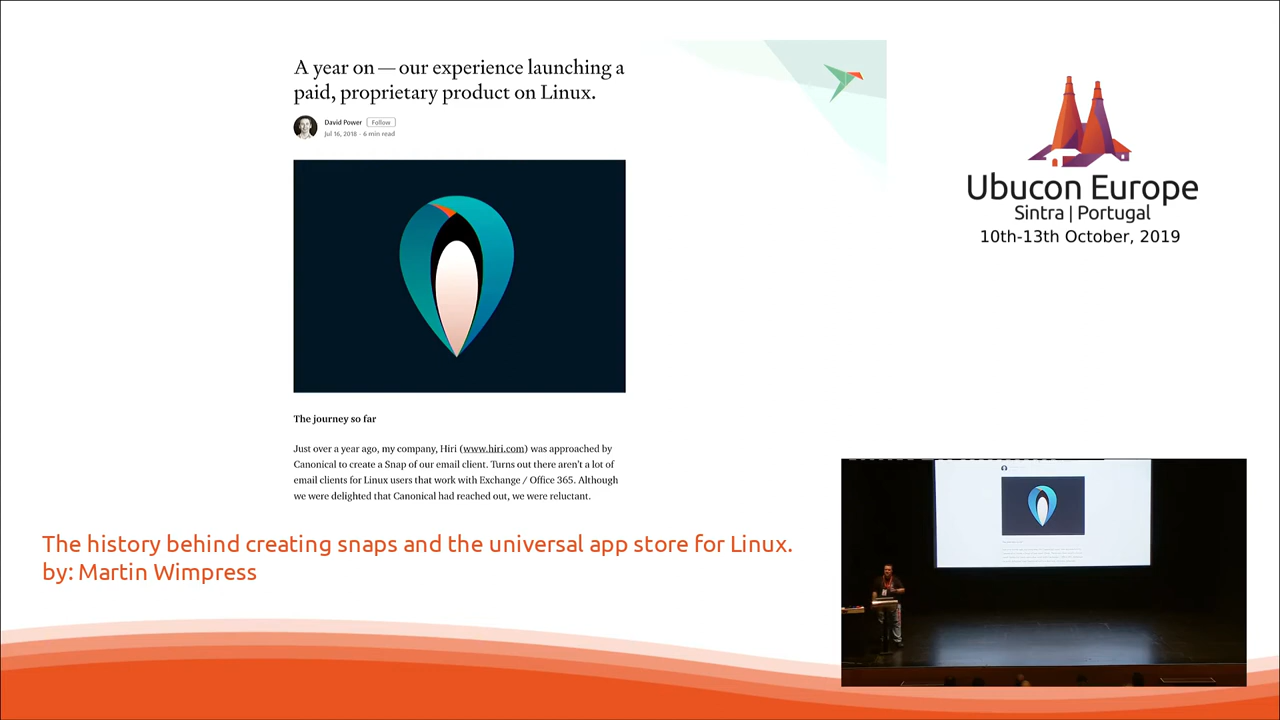 A year on — our experience launching a
paid, proprietary product on Linux.
David Power Follow
Jul 16, 2018 · 6 min read
The journey so far
Just over a year ago, my company, Hiri (www.hiri.com) was approached by
Canonical to create a Snap of our email client. Turns out there aren't a lot of
email clients for Linux users that work with Exchange / Office 365. Although
we were delighted that Canonical had reached out, we were reluctant.
Ubucon Europe
Sintra | Portugal
10th-13th October, 2019
The history behind creating snaps and the universal app store for Linux.
by: Martin Wimpress